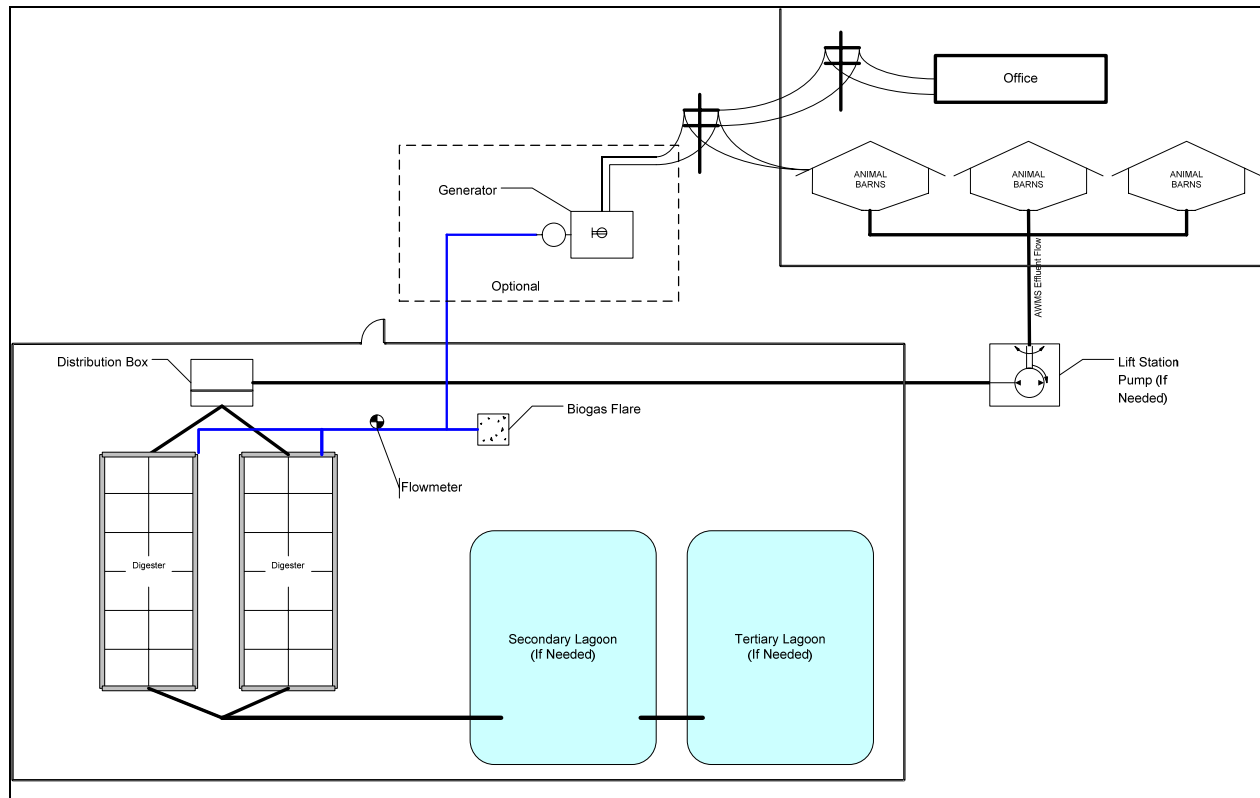 Office
ANIMAL
BARNS
ANIMAL
BARNS
ANIMAL
BARNS
Generator
Optional
AWMS Effluent Flow
Distribution Box
Lift Station
Pump (If
Needed)
Biogas Flare
Flowmeter
Digester
Digester
Secondary Lagoon
(If Needed)
Tertiary Lagoon
(If Needed)